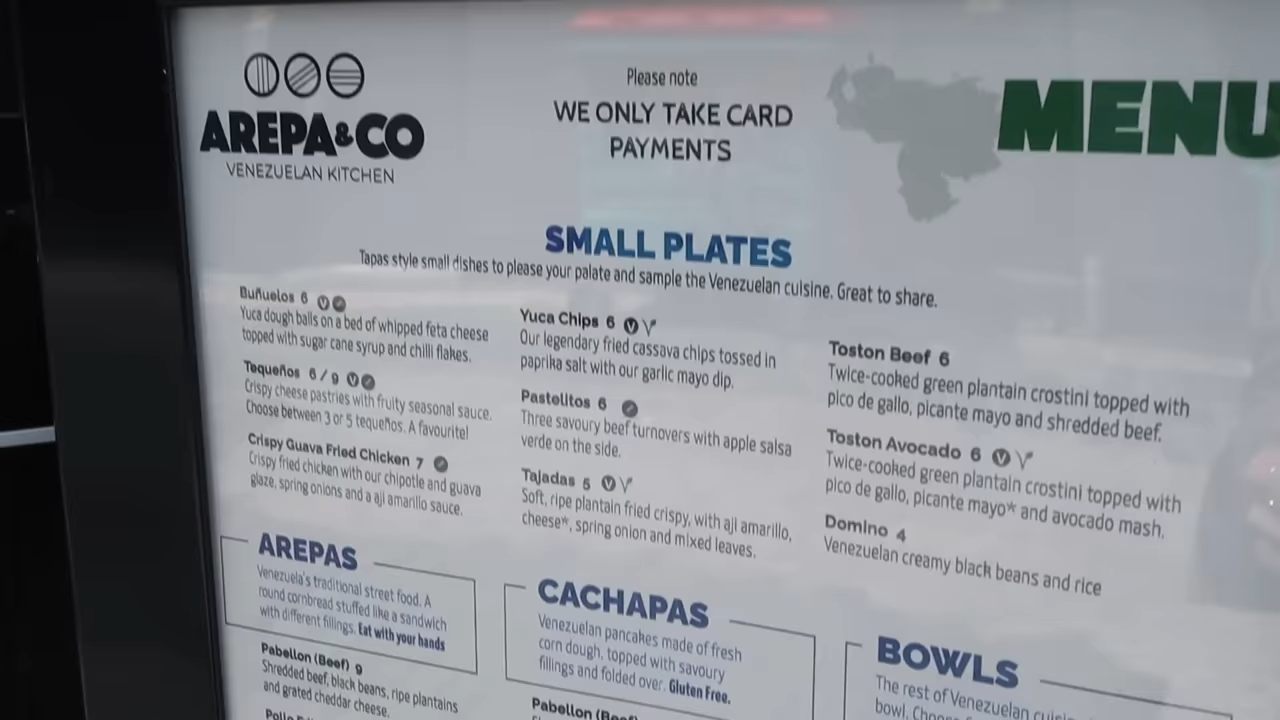 AREPA&CO
VENEZUELAN KITCHEN
Please note
WE ONLY TAKE CARD
PAYMENTS
MENU
SMALL PLATES
Tapas style small dishes to please your palate and sample the Venezuelan cuisine. Great to share.
Buñuelos 6 V
Yuca dough balls on a bed of whipped feta cheese
topped with sugar cane syrup and chilli flakes.
Tequeños 6 / 9 V
Crispy cheese pastries with fruity seasonal sauce.
Choose between 3 or 5 tequeños. A favourite!
Crispy Guava Fried Chicken 7
Crispy fried chicken with our chipotle and guava
glaze, spring onions and a aji amarillo sauce.
Yuca Chips 6 V
Our legendary fried cassava chips tossed in
paprika salt with our garlic mayo dip.
Pastelitos 6
Three savoury beef turnovers with apple salsa
verde on the side.
Tajadas 5 V
Soft, ripe plantain fried crispy, with aji amarillo,
cheese*, spring onion and mixed leaves.
Toston Beef 6
Twice-cooked green plantain crostini topped with
pico de gallo, picante mayo and shredded beef.
Toston Avocado 6 V
Twice-cooked green plantain crostini topped with
pico de gallo, picante mayo* and avocado mash.
Domino 4
Venezuelan creamy black beans and rice
AREPAS
Venezuela's traditional street food. A
round cornbread stuffed like a sandwich
with different fillings. Eat with your hands
Pabellon (Beef) 9
Shredded beef, black beans, ripe plantains
and grated cheddar cheese.
CACHAPAS
Venezuelan pancakes made of fresh
corn dough, topped with savoury
fillings and folded over. Gluten Free.
Pabellon (Beef)
BOWLS
The rest of Venezuelan
bowl.